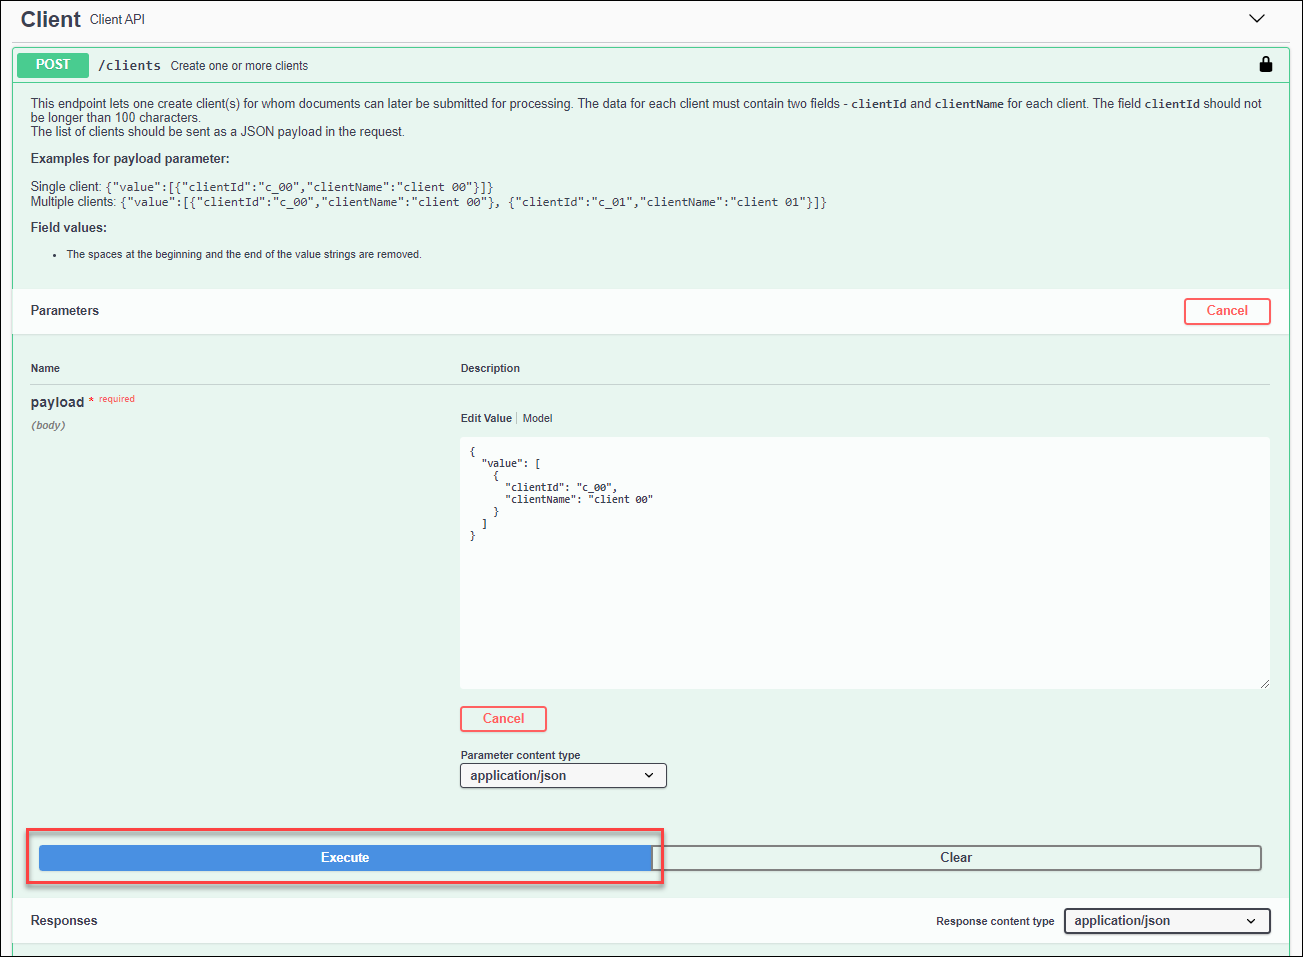 Client Client API
POST /clients Create one or more clients
This endpoint lets one create client(s) for whom documents can later be submitted for processing. The data for each client must contain two fields - clientId and clientName for each client. The field clientId should not
be longer than 100 characters.
The list of clients should be sent as a JSON payload in the request.
Examples for payload parameter:
Single client: {"value":[{"clientId":"c_00","clientName":"client 00"}]}
Multiple clients: {"value":[{"clientId":"c_00","clientName":"client 00"}, {"clientId":"c_01","clientName":"client 01"}]}
Field values:
• The spaces at the beginning and the end of the value strings are removed.
Parameters Cancel
Name Description
payload * required
(body)
Edit Value Model
{
"value": [
{
"clientId": "c_00",
"clientName": "client 00"
}
]
}
Cancel
Parameter content type
application/json
Execute Clear
Responses Response content type application/json